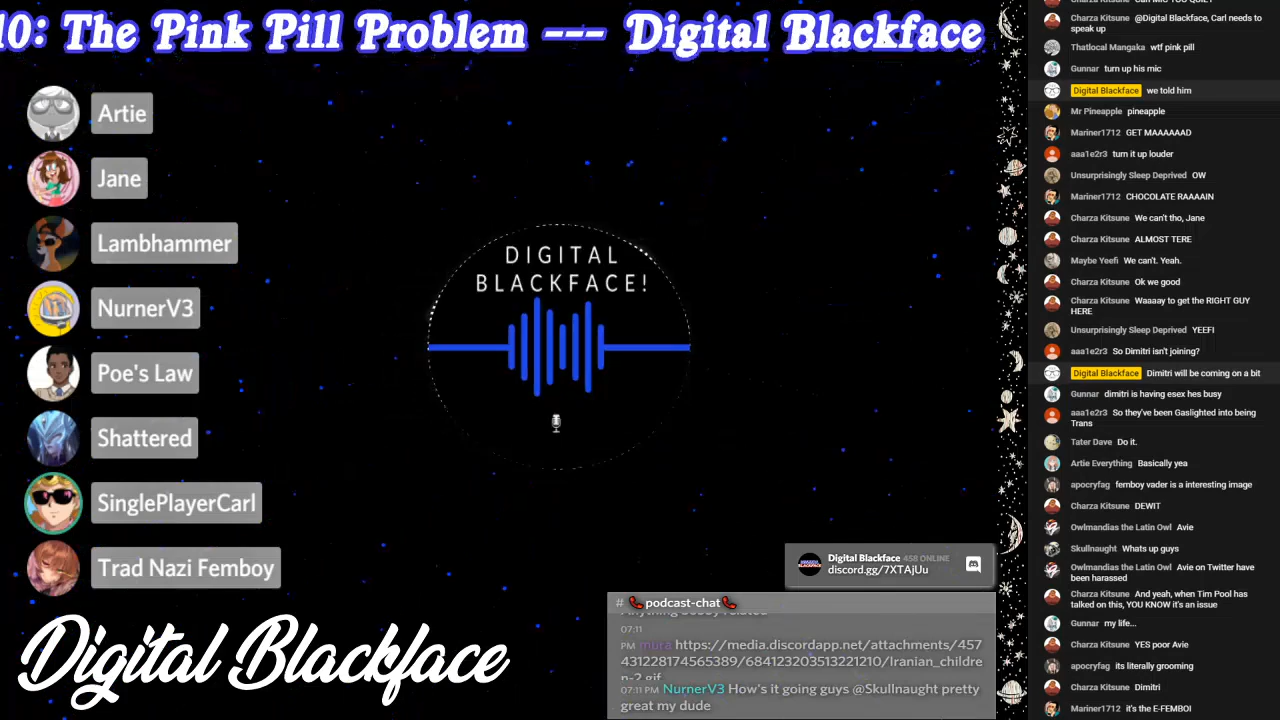 10: The Pink Pill Problem --- Digital Blackface
Artie
Jane
Lambhammer
NurnerV3
Poe's Law
Shattered
SinglePlayerCarl
Trad Nazi Femboy
Digital Blackface
DIGITAL
BLACKFACE!
Digital Blackface 458 ONLINE
discord.gg/7XTAjUu
# 📞podcast-chat📞
07:11
PM mura https://media.discordapp.net/attachments/457
431228174565389/684123203513221210/Iranian_childre
n-2.gif
07:11 PM NurnerV3 How's it going guys @Skullnaught pretty
great my dude
Charza Kitsune @Digital Blackface, Carl needs to
speak up
Thatlocal Mangaka wtf pink pill
Gunnar turn up his mic
Digital Blackface we told him
Mr Pineapple pineapple
Mariner1712 GET MAAAAAAD
aaa1e2r3 turn it up louder
Unsurprisingly Sleep Deprived OW
Mariner1712 CHOCOLATE RAAAAIN
Charza Kitsune We can't tho, Jane
Charza Kitsune ALMOST TERE
Maybe Yeefi We can't. Yeah.
Charza Kitsune Ok we good
Charza Kitsune Waaaay to get the RIGHT GUY
HERE
Unsurprisingly Sleep Deprived YEEFI
aaa1e2r3 So Dimitri isn't joining?
Digital Blackface Dimitri will be coming on a bit
Gunnar dimitri is having esex hes busy
aaa1e2r3 So they've been Gaslighted into being
Trans
Tater Dave Do it.
Artie Everything Basically yea
apocryfag femboy vader is a interesting image
Charza Kitsune DEWIT
Owlmandias the Latin Owl Avie
Skullnaught Whats up guys
Owlmandias the Latin Owl Avie on Twitter have
been harassed
Charza Kitsune And yeah, when Tim Pool has
talked on this, YOU KNOW it's an issue
Gunnar my life...
Charza Kitsune YES poor Avie
apocryfag its literally grooming
Charza Kitsune Dimitri
Mariner1712 it's the E-FEMBOI